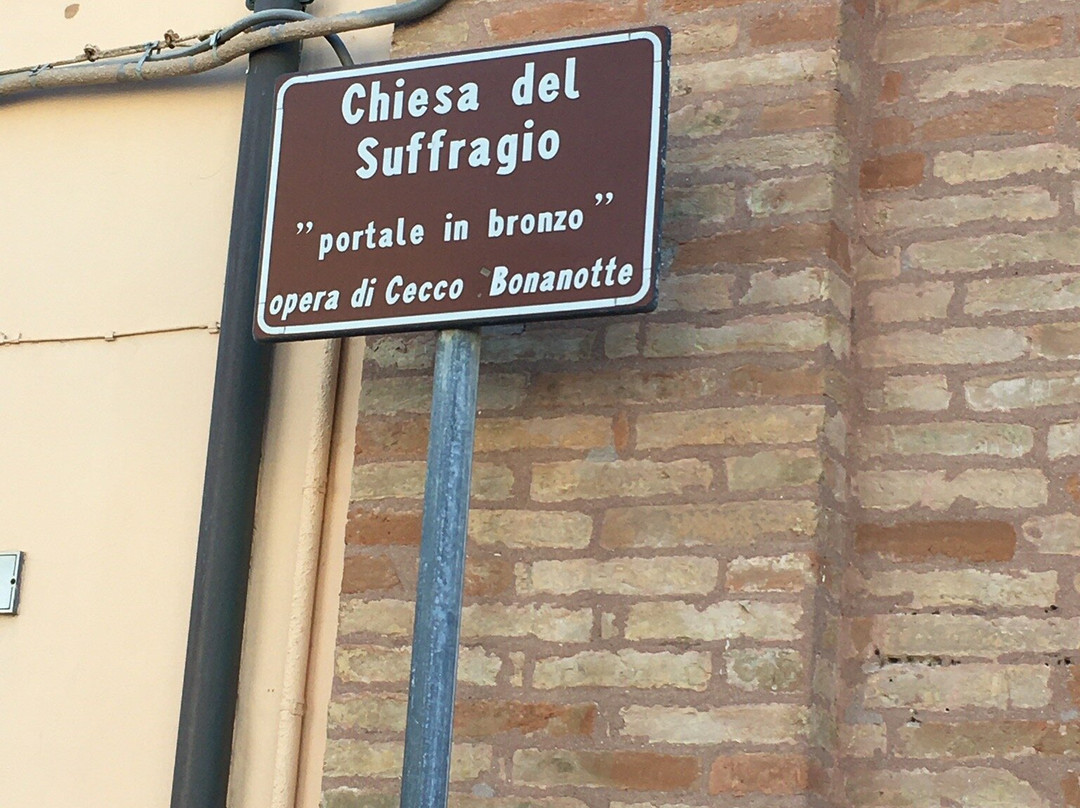 Chiesa del
Suffragio
”portale in bronzo”
opera di Cecco Bonanotte